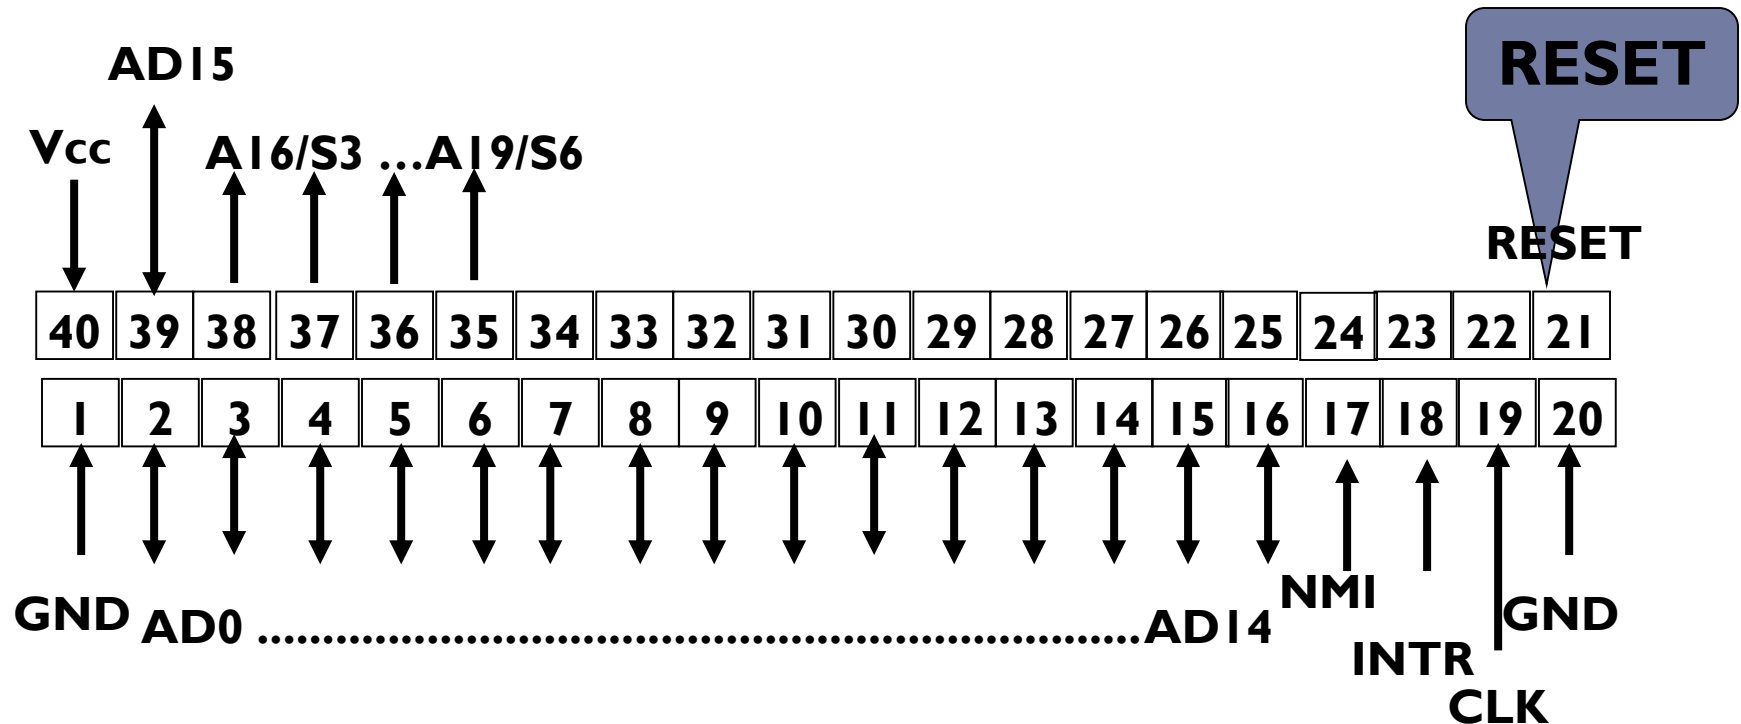 RESET
AD15
Vcc
A16/S3 ...A19/S6
RESET
40 39 38 37 36 35 34 33 32 31 30 29 28 27 26 25 24 23 22 21
1 2 3 4 5 6 7 8 9 10 11 12 13 14 15 16 17 18 19 20
NMI
GND GND
AD0 ....................................................................AD14
INTR
CLK